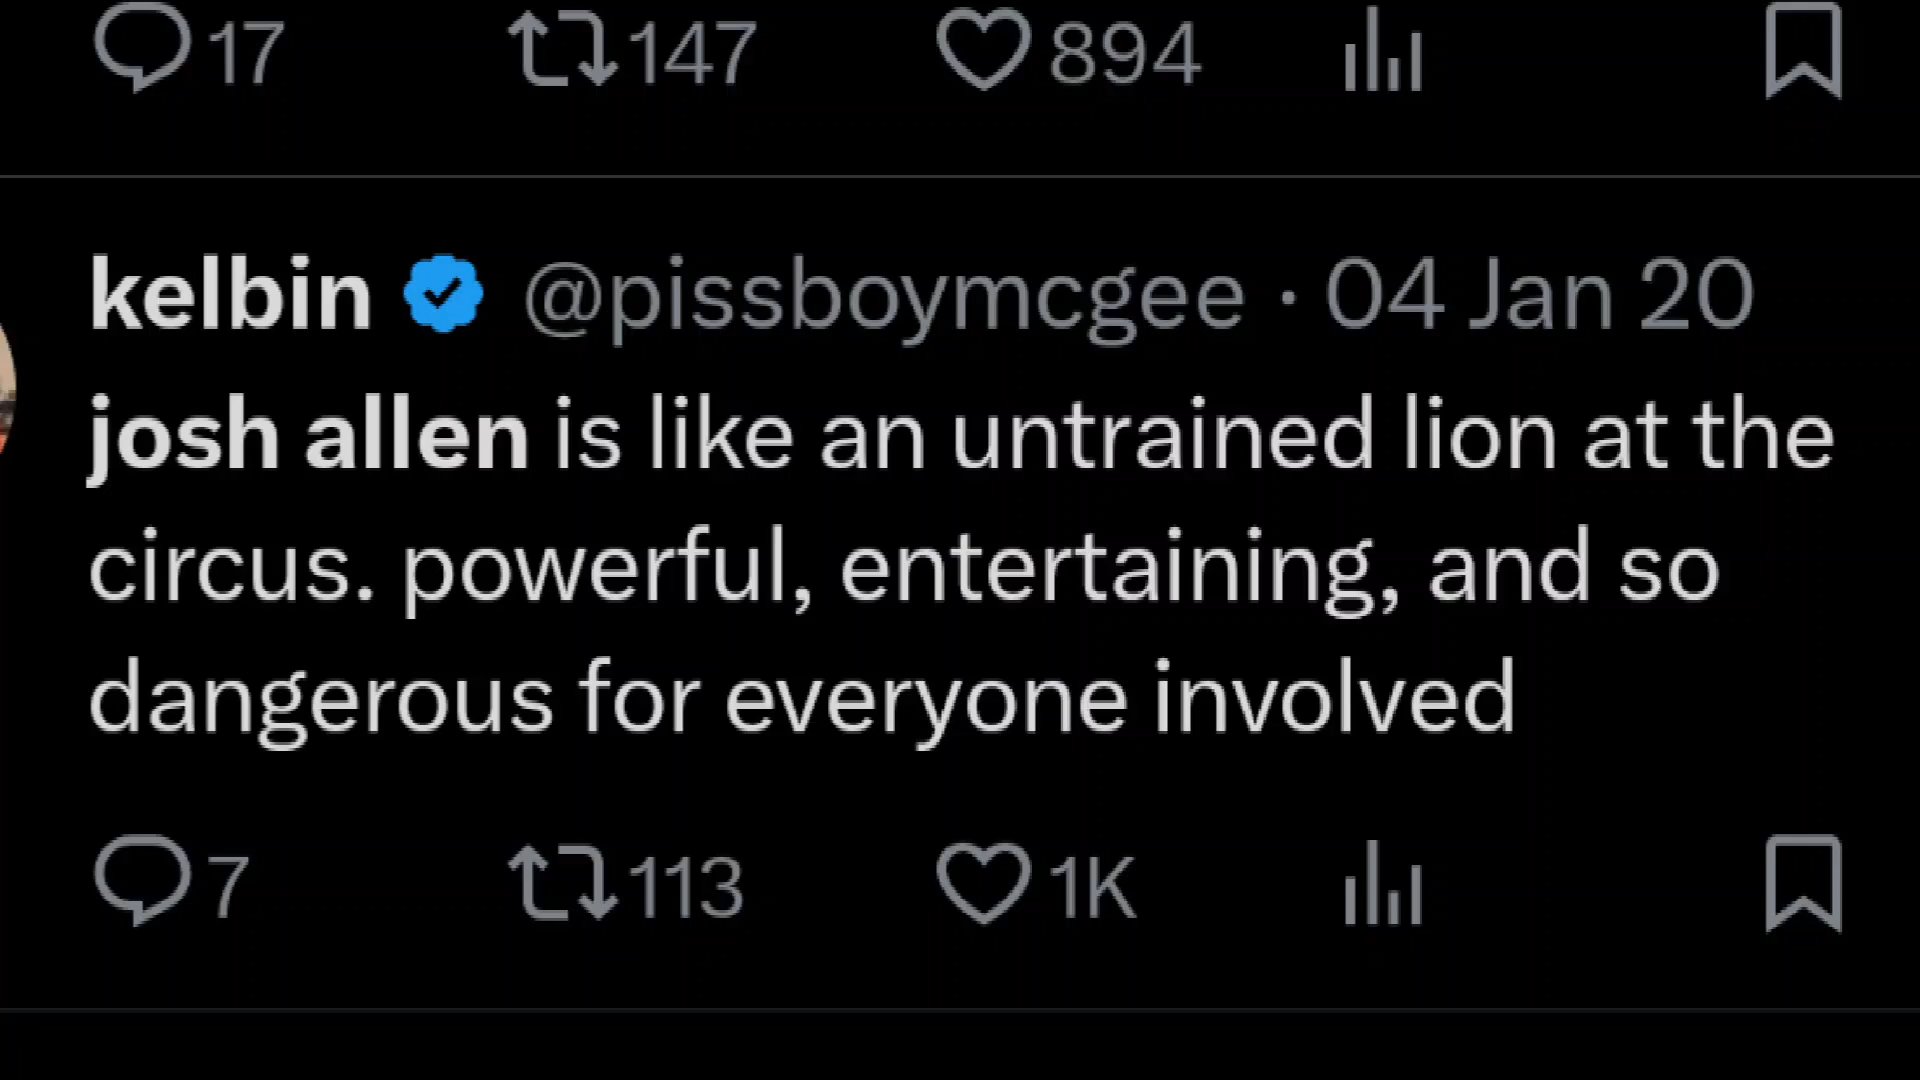 17 147 894
kelbin @pissboymcgee · 04 Jan 20
josh allen is like an untrained lion at the
circus. powerful, entertaining, and so
dangerous for everyone involved
7 113 1K